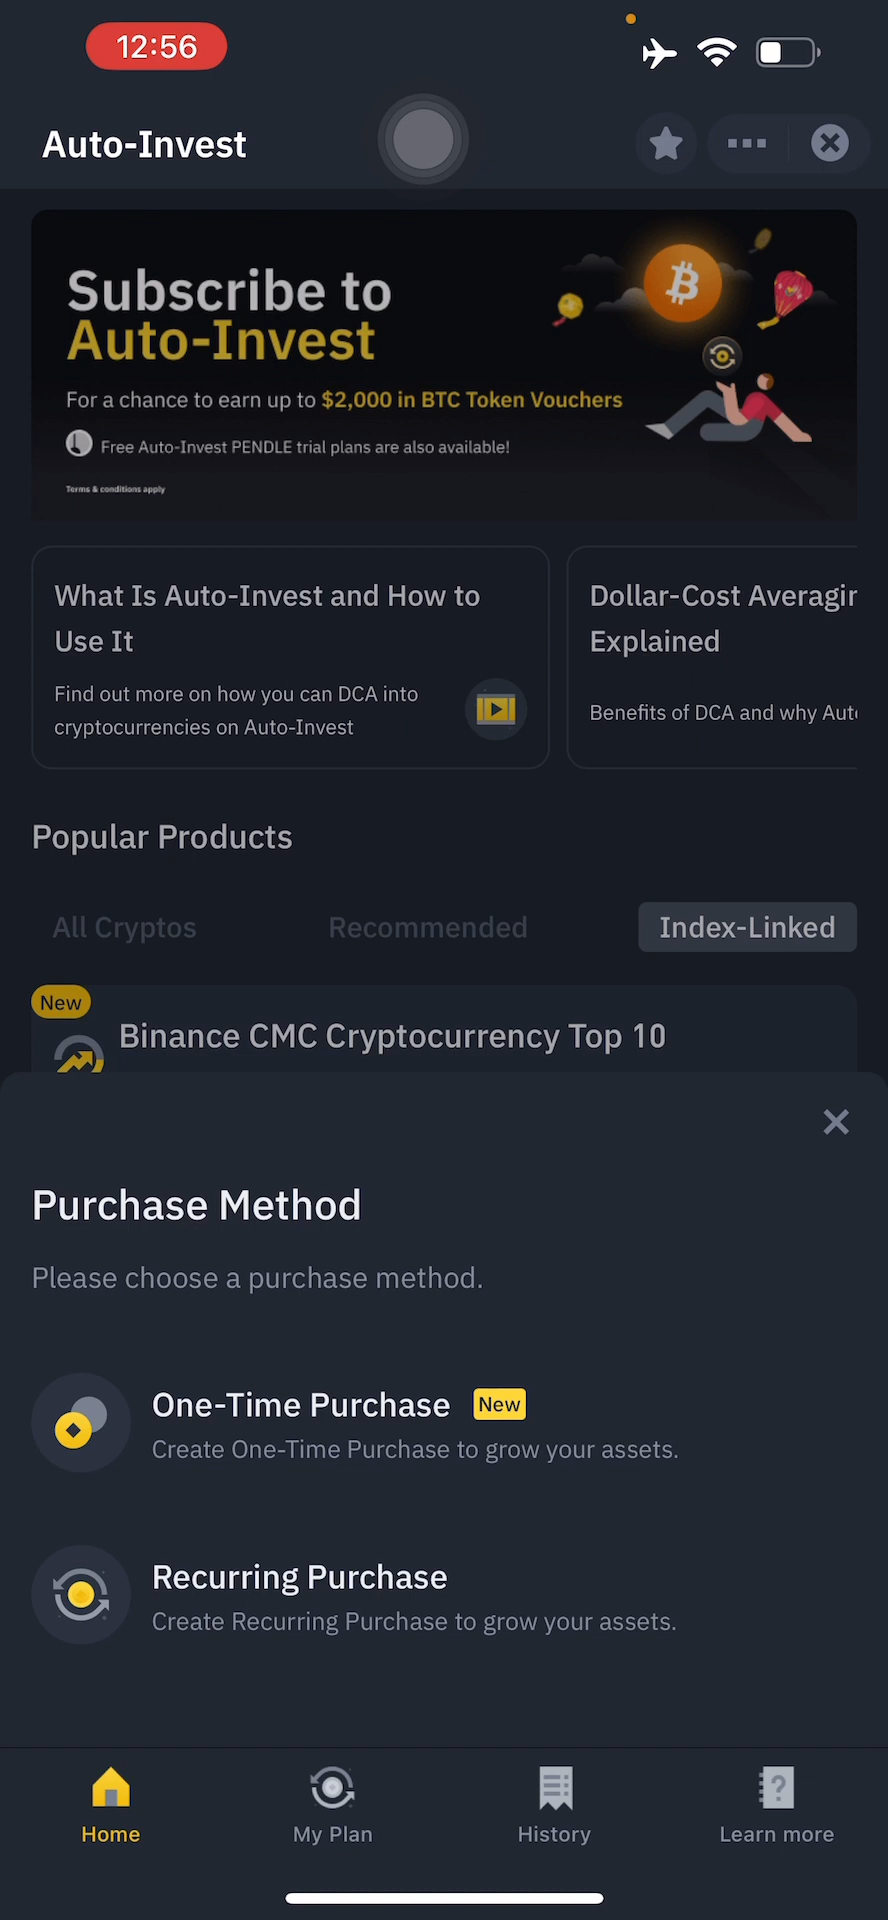 12:56
Auto-Invest
Subscribe to
Auto-Invest
For a chance to earn up to $2,000 in BTC Token Vouchers
Free Auto-Invest PENDLE trial plans are also available!
Terms & conditions apply
What Is Auto-Invest and How to
Use It
Find out more on how you can DCA into
cryptocurrencies on Auto-Invest
Dollar-Cost Averagin
Explained
Benefits of DCA and why Aut
Popular Products
All Cryptos
Recommended
Index-Linked
New
Binance CMC Cryptocurrency Top 10
Purchase Method
Please choose a purchase method.
One-Time Purchase New
Create One-Time Purchase to grow your assets.
Recurring Purchase
Create Recurring Purchase to grow your assets.
Home
My Plan
History
Learn more